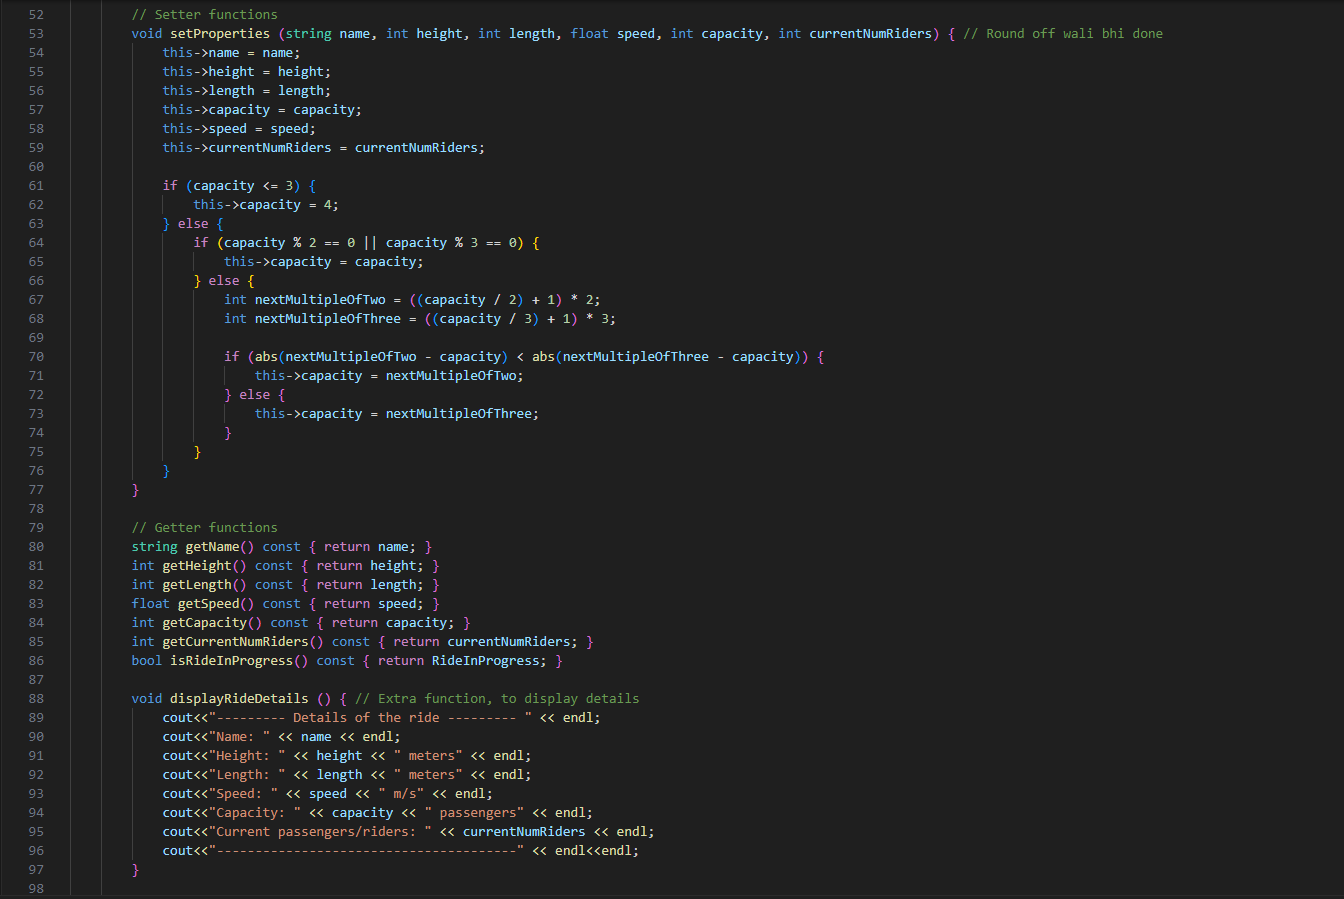 52 // Setter functions
53 void setProperties (string name, int height, int length, float speed, int capacity, int currentNumRiders) { // Round off wali bhi done
54 this->name = name;
55 this->height = height;
56 this->length = length;
57 this->capacity = capacity;
58 this->speed = speed;
59 this->currentNumRiders = currentNumRiders;
60
61 if (capacity <= 3) {
62 this->capacity = 4;
63 } else {
64 if (capacity % 2 == 0 || capacity % 3 == 0) {
65 this->capacity = capacity;
66 } else {
67 int nextMultipleOfTwo = ((capacity / 2) + 1) * 2;
68 int nextMultipleOfThree = ((capacity / 3) + 1) * 3;
69
70 if (abs(nextMultipleOfTwo - capacity) < abs(nextMultipleOfThree - capacity)) {
71 this->capacity = nextMultipleOfTwo;
72 } else {
73 this->capacity = nextMultipleOfThree;
74 }
75 }
76 }
77 }
78
79 // Getter functions
80 string getName() const { return name; }
81 int getHeight() const { return height; }
82 int getLength() const { return length; }
83 float getSpeed() const { return speed; }
84 int getCapacity() const { return capacity; }
85 int getCurrentNumRiders() const { return currentNumRiders; }
86 bool isRideInProgress() const { return RideInProgress; }
87
88 void displayRideDetails () { // Extra function, to display details
89 cout<<"--------- Details of the ride --------- " << endl;
90 cout<<"Name: " << name << endl;
91 cout<<"Height: " << height << " meters" << endl;
92 cout<<"Length: " << length << " meters" << endl;
93 cout<<"Speed: " << speed << " m/s" << endl;
94 cout<<"Capacity: " << capacity << " passengers" << endl;
95 cout<<"Current passengers/riders: " << currentNumRiders << endl;
96 cout<<"---------------------------------------" << endl<<endl;
97 }
98